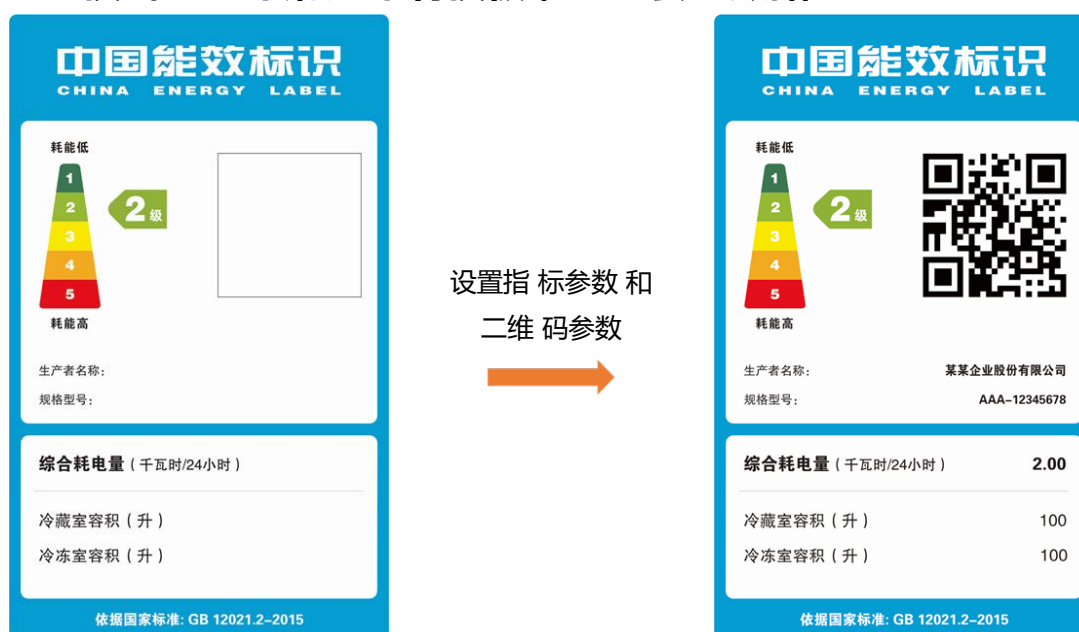 中国能效标识
CHINA ENERGY LABEL
耗能低
1
2
3
4
5
2级
耗能高
生产者名称:
规格型号:
综合耗电量(千瓦时/24小时)
冷藏室容积(升)
冷冻室容积(升)
依据国家标准: GB 12021.2–2015
设置指 标参数 和
二维 码参数
中国能效标识
CHINA ENERGY LABEL
耗能低
1
2
3
4
5
2级
耗能高
生产者名称: 某某企业股份有限公司
规格型号: AAA–12345678
综合耗电量(千瓦时/24小时) 2.00
冷藏室容积(升) 100
冷冻室容积(升) 100
依据国家标准: GB 12021.2–2015